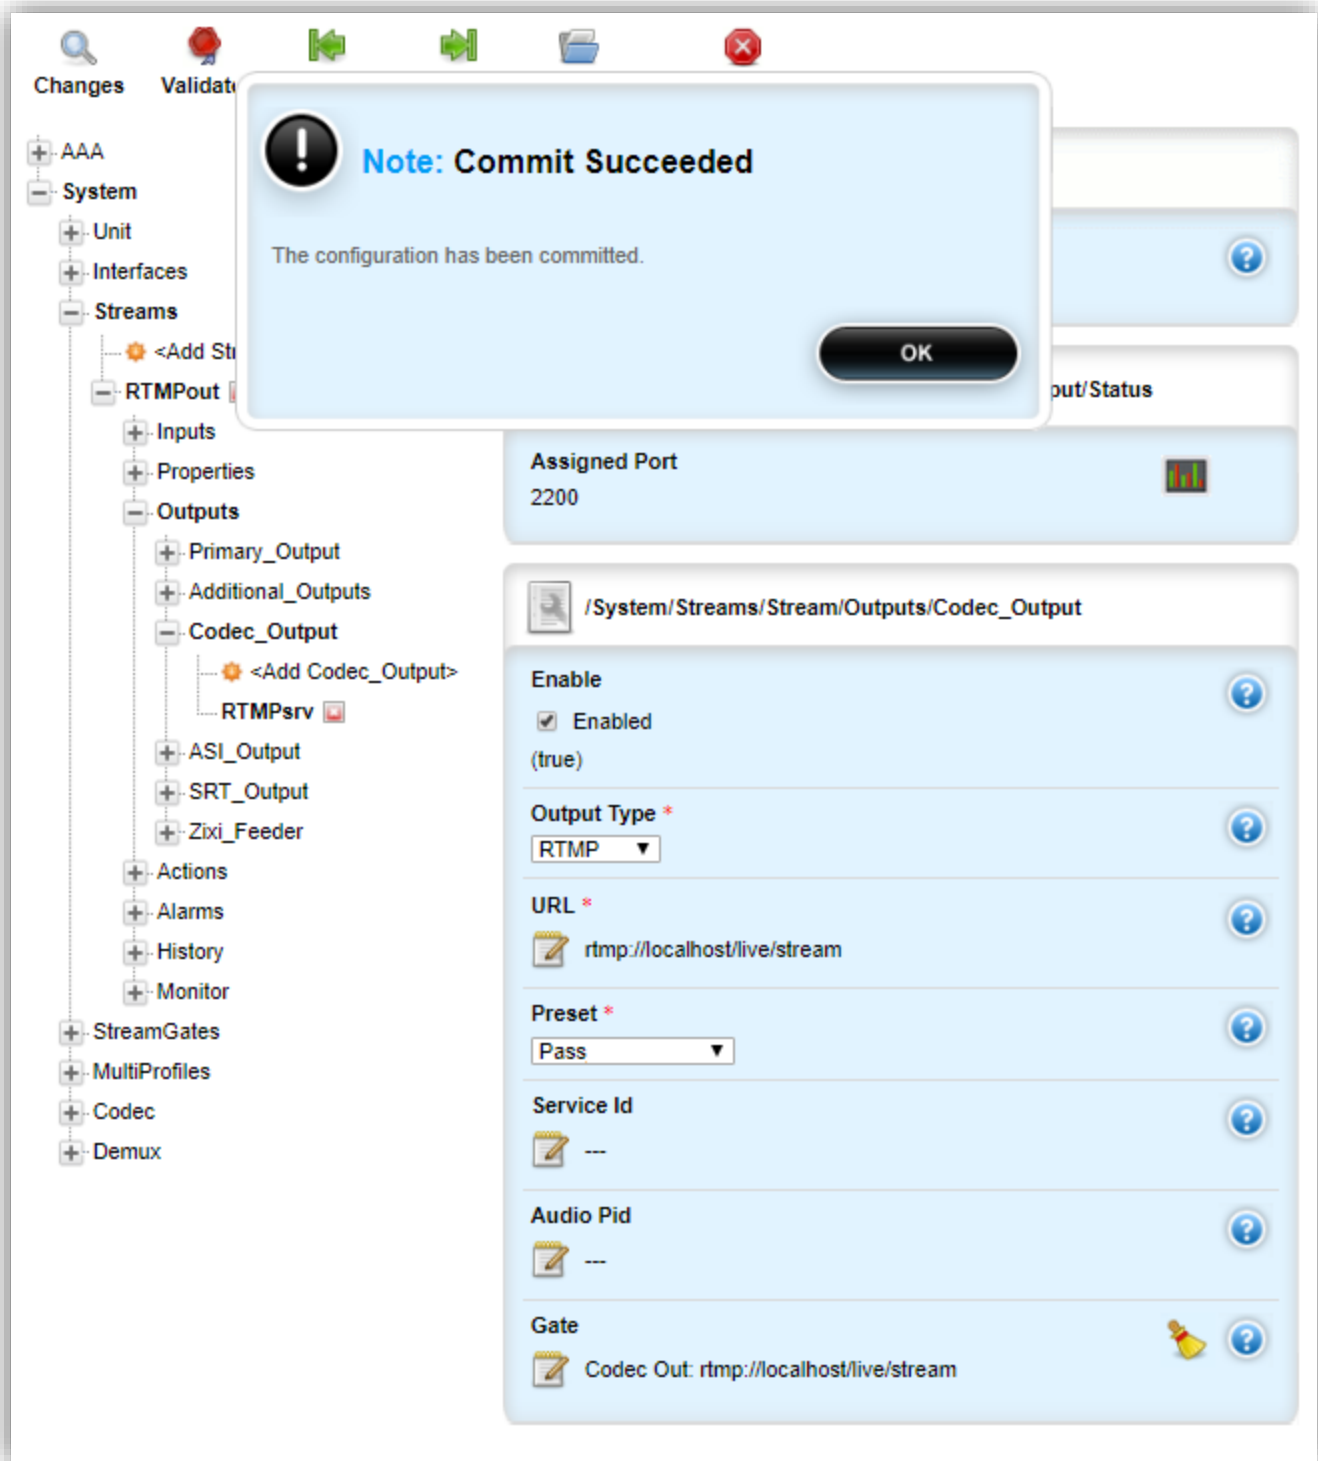 Changes
Validat
Note: Commit Succeeded
The configuration has been committed.
OK
AAA
System
Unit
Interfaces
Streams
<Add St
RTMPout
Inputs
Properties
Outputs
Primary_Output
Additional_Outputs
Codec_Output
<Add Codec_Output>
RTMPsrv
ASI_Output
SRT_Output
Zixi_Feeder
Actions
Alarms
History
Monitor
StreamGates
MultiProfiles
Codec
Demux
put/Status
Assigned Port
2200
/System/Streams/Stream/Outputs/Codec_Output
Enable
Enabled
(true)
Output Type *
RTMP
URL *
rtmp://localhost/live/stream
Preset *
Pass
Service Id
---
Audio Pid
---
Gate
Codec Out: rtmp://localhost/live/stream